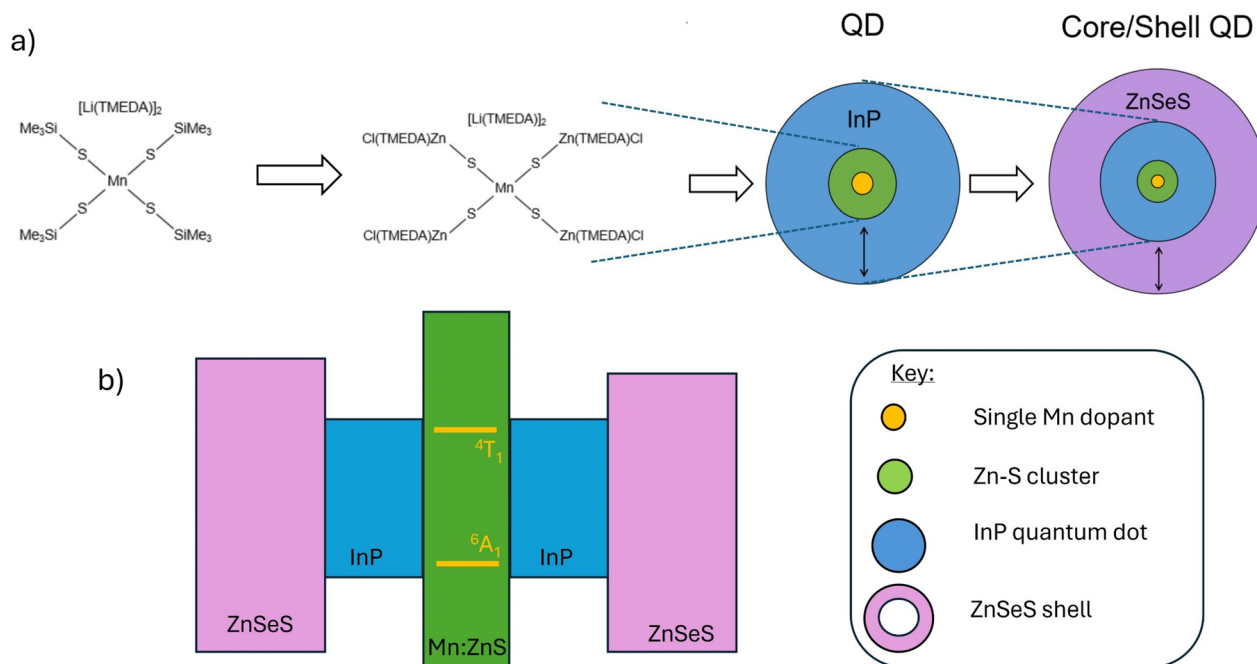 a)
QD
Core/Shell QD
[Li(TMEDA)]₂
Me₃Si
SiMe₃
S
S
Mn
S
S
Me₃Si
SiMe₃
[Li(TMEDA)]₂
Cl(TMEDA)Zn
Zn(TMEDA)Cl
S
S
Mn
S
S
Cl(TMEDA)Zn
Zn(TMEDA)Cl
InP
ZnSeS
b)
⁴T₁
⁶A₁
InP
InP
ZnSeS
Mn:ZnS
ZnSeS
Key:
Single Mn dopant
Zn-S cluster
InP quantum dot
ZnSeS shell